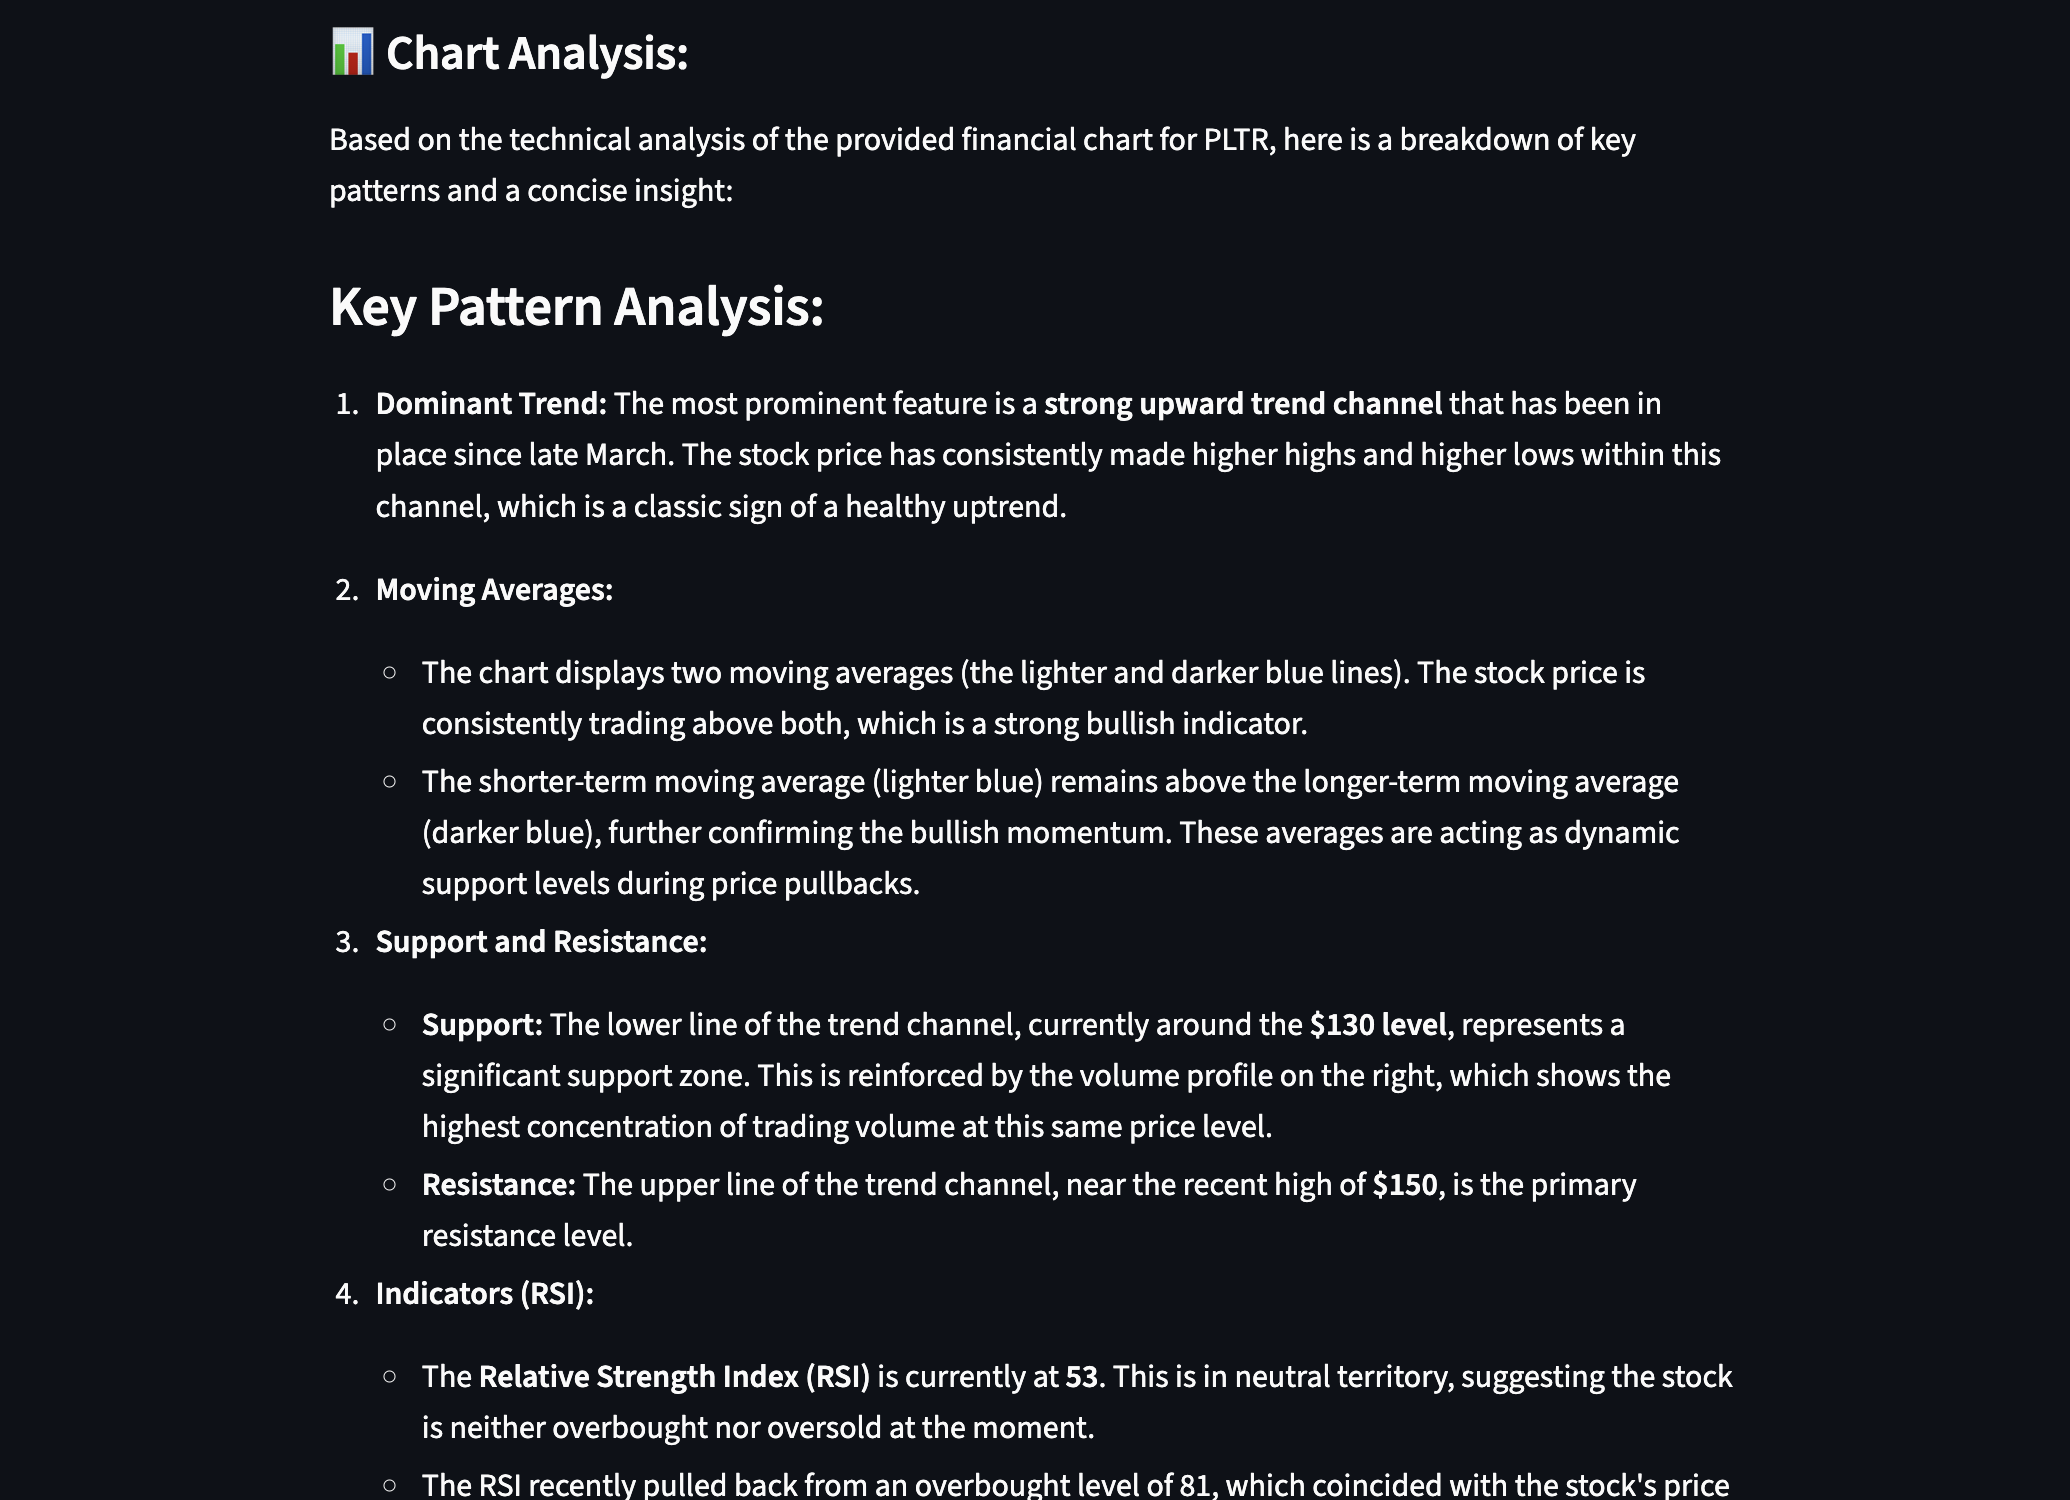 📊 Chart Analysis:
Based on the technical analysis of the provided financial chart for PLTR, here is a breakdown of key
patterns and a concise insight:
Key Pattern Analysis:
1. Dominant Trend: The most prominent feature is a strong upward trend channel that has been in
place since late March. The stock price has consistently made higher highs and higher lows within this
channel, which is a classic sign of a healthy uptrend.
2. Moving Averages:
○ The chart displays two moving averages (the lighter and darker blue lines). The stock price is
consistently trading above both, which is a strong bullish indicator.
○ The shorter-term moving average (lighter blue) remains above the longer-term moving average
(darker blue), further confirming the bullish momentum. These averages are acting as dynamic
support levels during price pullbacks.
3. Support and Resistance:
○ Support: The lower line of the trend channel, currently around the $130 level, represents a
significant support zone. This is reinforced by the volume profile on the right, which shows the
highest concentration of trading volume at this same price level.
○ Resistance: The upper line of the trend channel, near the recent high of $150, is the primary
resistance level.
4. Indicators (RSI):
○ The Relative Strength Index (RSI) is currently at 53. This is in neutral territory, suggesting the stock
is neither overbought nor oversold at the moment.
○ The RSI recently pulled back from an overbought level of 81, which coincided with the stock's price